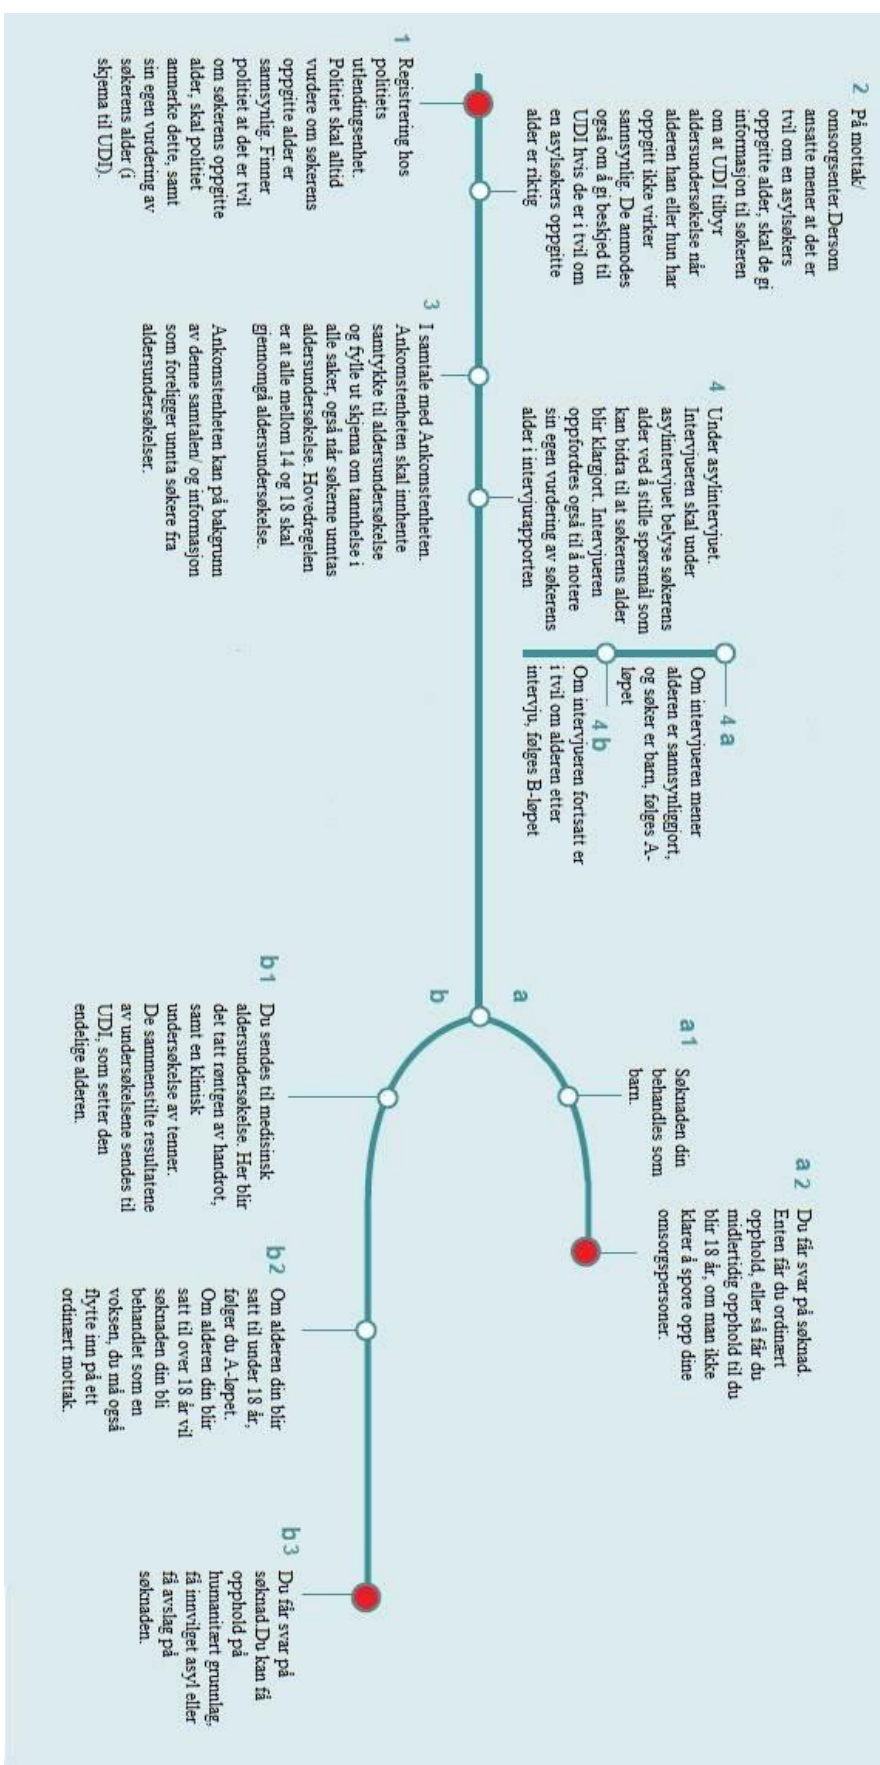 1 Registrering hos
politiets
utlendingsenhet.
Politiet skal alltid
vurdere om søkerens
oppgitte alder er
sannsynlig. Finner
politiet at det er tvil
om søkerens oppgitte
alder, skal politiet
anmerke dette, samt
sin egen vurdering av
søkerens alder (i
skjema til UDI).
2 På mottak/
omsorgsenter.Dersom
ansatte mener at det er
tvil om en asylsøkers
oppgitte alder, skal de gi
informasjon til søkeren
om at UDI tilbyr
aldersundersøkelse når
alderen han eller hun har
oppgitt ikke virker
sannsynlig. De anmodes
også om å gi beskjed til
UDI hvis de er i tvil om
en asylsøkers oppgitte
alder er riktig
3 I samtale med Ankomstenheten.
Ankomstenheten skal innhente
samtykke til aldersundersøkelse
og fylle ut skjema om tannhelse i
alle saker, også når søkerne unntas
aldersundersøkelse. Hovedregelen
er at alle mellom 14 og 18 skal
gjennomgå aldersundersøkelse.
Ankomstenheten kan på bakgrunn
av denne samtalen/ og informasjon
som foreligger unnta søkere fra
aldersundersøkelser.
4 Under asylintervjuet.
Intervjueren skal under
asylintervjuet belyse søkerens
alder ved å stille spørsmål som
kan bidra til at søkerens alder
blir klargjort. Intervjueren
oppfordres også til å notere
sin egen vurdering av søkerens
alder i intervjurapporten
4 a
Om intervjueren mener
alderen er sannsynliggjort,
og søker er barn, følges A-
løpet
4 b
Om intervjueren fortsatt er
i tvil om alderen etter
intervju, følges B-løpet
a
b
a 1 Søknaden din
behandles som
barn.
a 2 Du får svar på søknad.
Enten får du ordinært
opphold, eller så får du
midlertidig opphold til du
blir 18 år, om man ikke
klarer å spore opp dine
omsorgspersoner.
b 1 Du sendes til medisinsk
aldersundersøkelse. Her blir
det tatt røntgen av handrot,
samt en klinisk
undersøkelse av tenner.
De sammenstilte resultatene
av undersøkelsene sendes til
UDI, som setter den
endelige alderen.
b 2 Om alderen din blir
satt til under 18 år,
følger du A-løpet.
Om alderen din blir
satt til over 18 år vil
søknaden din bli
behandlet som en
voksen, du må også
flytte inn på ett
ordinært mottak.
b 3 Du får svar på
søknad.Du kan få
opphold på
humanitært grunnlag,
få innvilget asyl eller
få avslag på
søknaden.